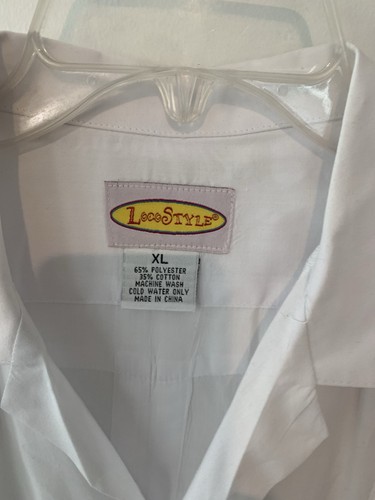 LocoStyle®
XL
65% POLYESTER
35% COTTON
MACHINE WASH
COLD WATER ONLY
MADE IN CHINA